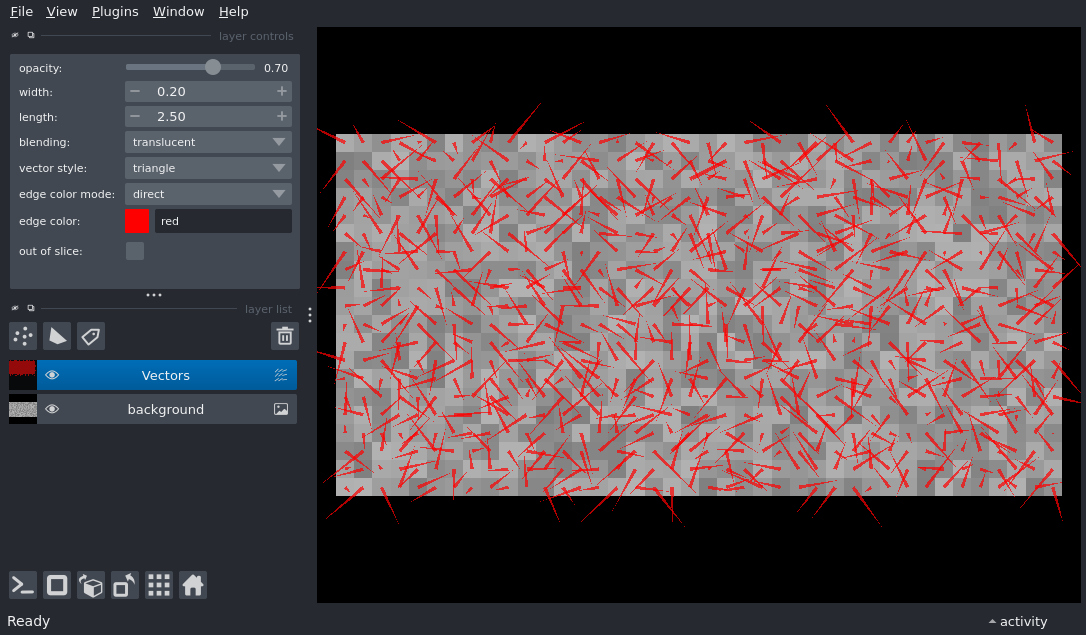 File View Plugins Window Help
layer controls
opacity: 0.70
width: − 0.20 +
length: − 2.50 +
blending: translucent
vector style: triangle
edge color mode: direct
edge color: red
out of slice:
layer list
Vectors
background
Ready
activity